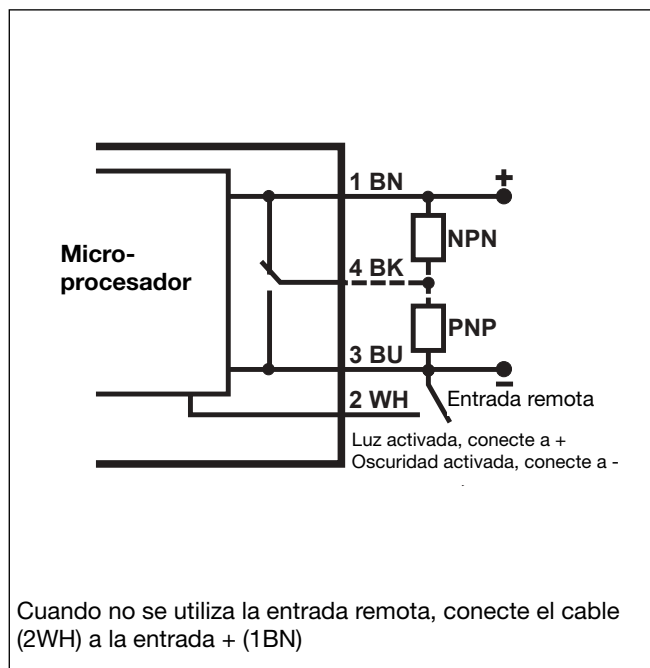 1 BN
+
NPN
Micro-
procesador
4 BK
PNP
3 BU
-
Entrada remota
2 WH
Luz activada, conecte a +
Oscuridad activada, conecte a -
Cuando no se utiliza la entrada remota, conecte el cable
(2WH) a la entrada + (1BN)